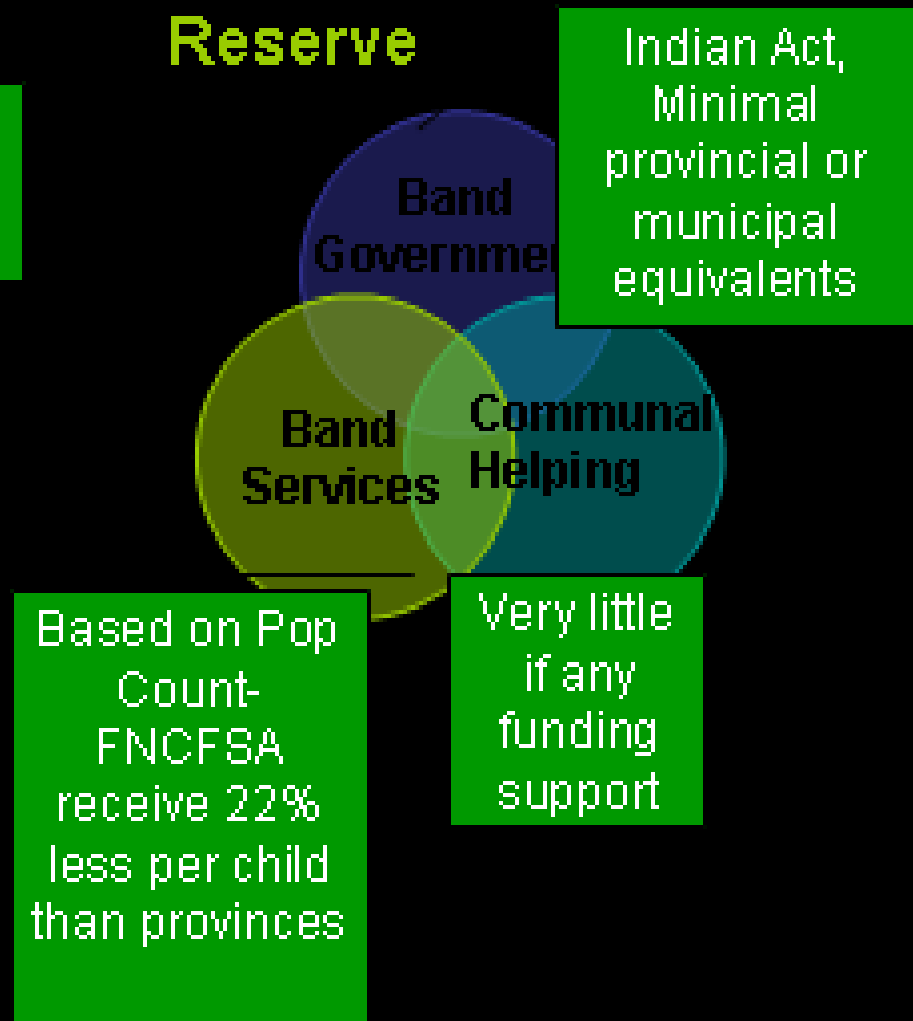 Reserve
Indian Act,
Minimal
provincial or
municipal
equivalents
Band
Governme
Band
Services
Communal
Helping
Based on Pop
Count-
FNCFSA
receive 22%
less per child
than provinces
Very little
if any
funding
support